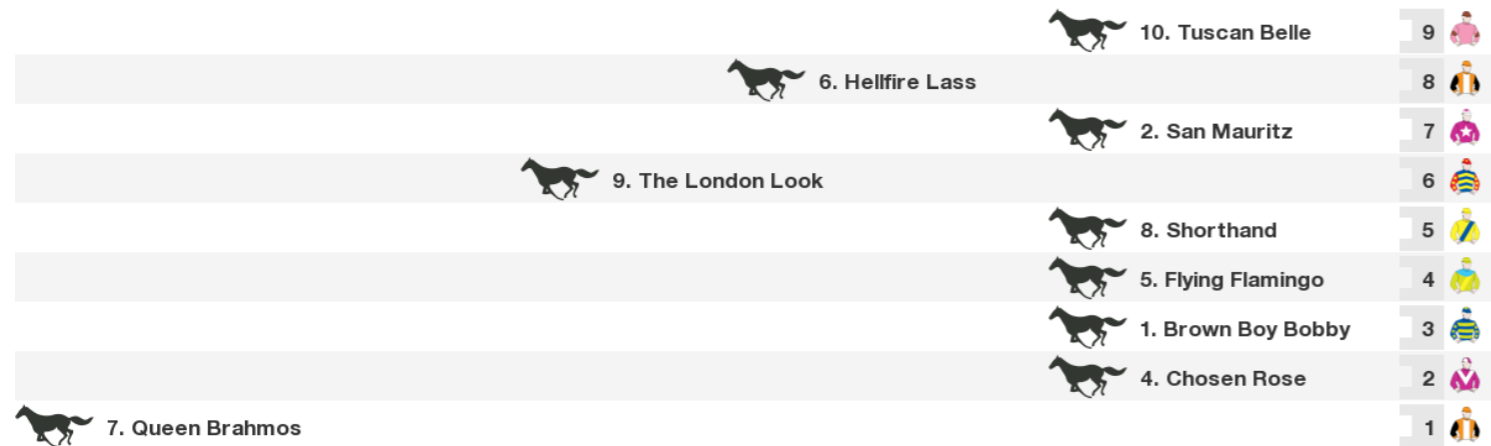 10. Tuscan Belle 9
6. Hellfire Lass 8
2. San Mauritz 7
9. The London Look 6
8. Shorthand 5
5. Flying Flamingo 4
1. Brown Boy Bobby 3
4. Chosen Rose 2
7. Queen Brahmos 1